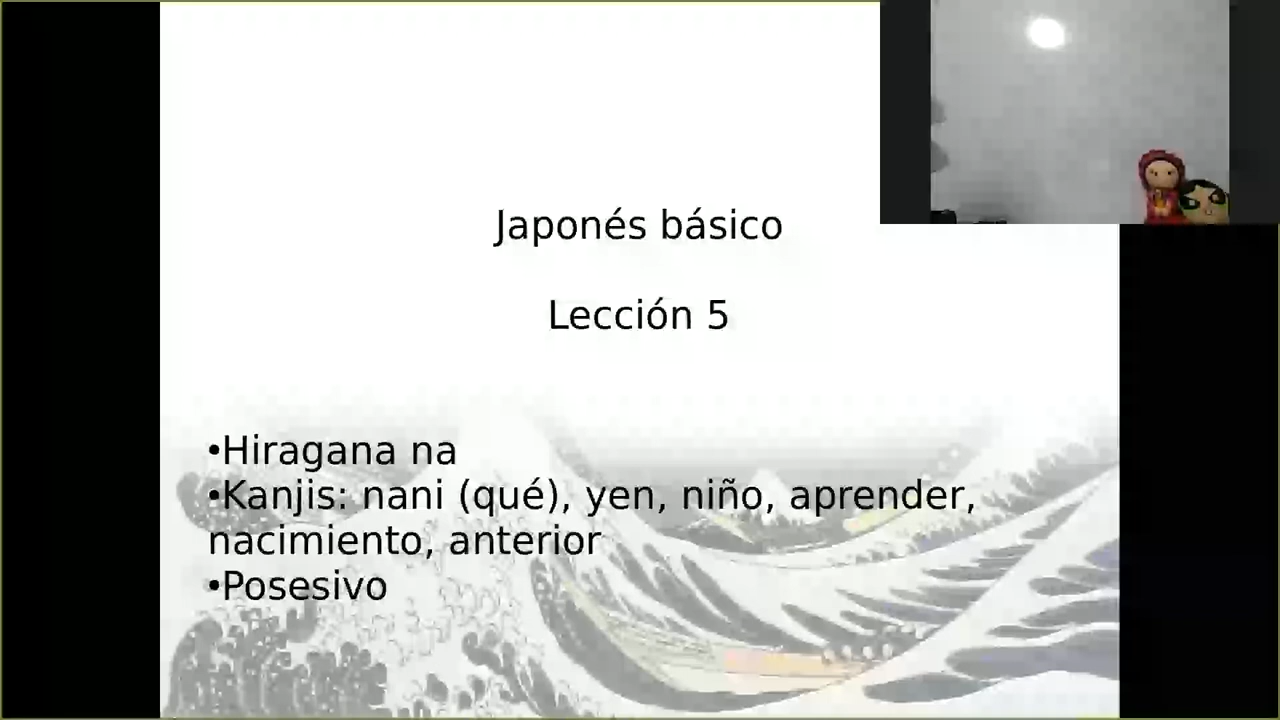 Japonés básico
Lección 5
•Hiragana na
•Kanjis: nani (qué), yen, niño, aprender,
nacimiento, anterior
•Posesivo